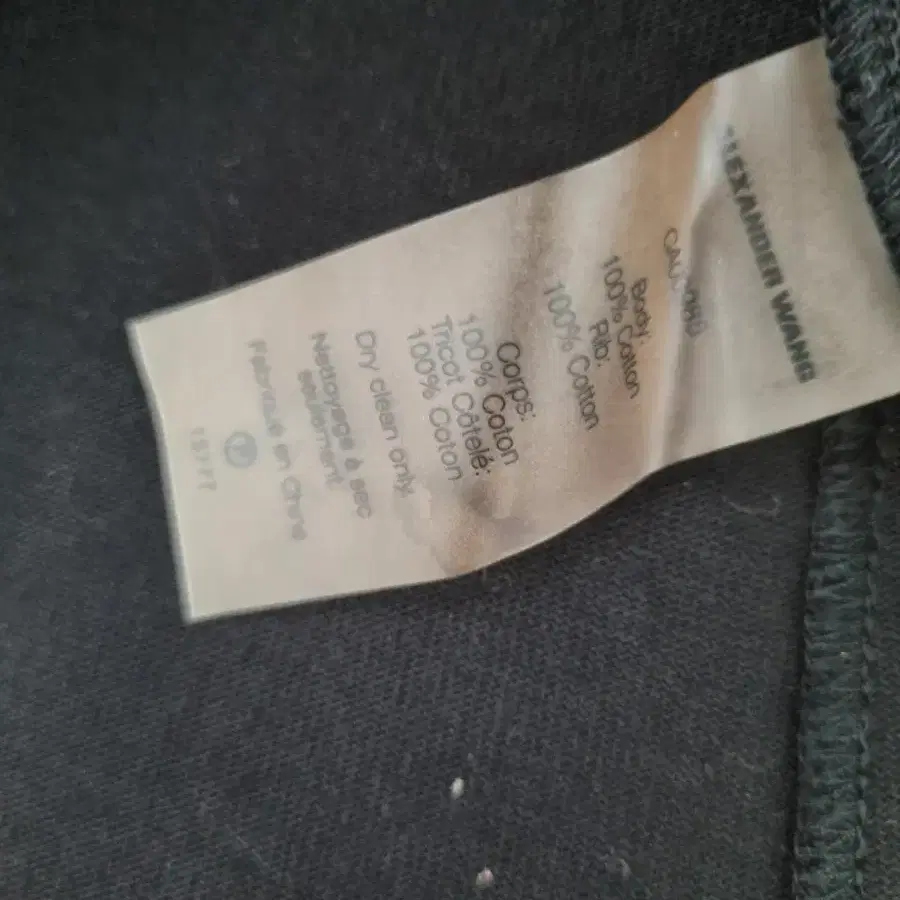 ALEXANDER WANG
Body:
100% Cotton
Rib:
100% Cotton
Corps:
100% Coton
Tricot Côtelé:
100% Coton
Dry clean only.
Nettoyage à sec
seulement
Fabriqué en Chine